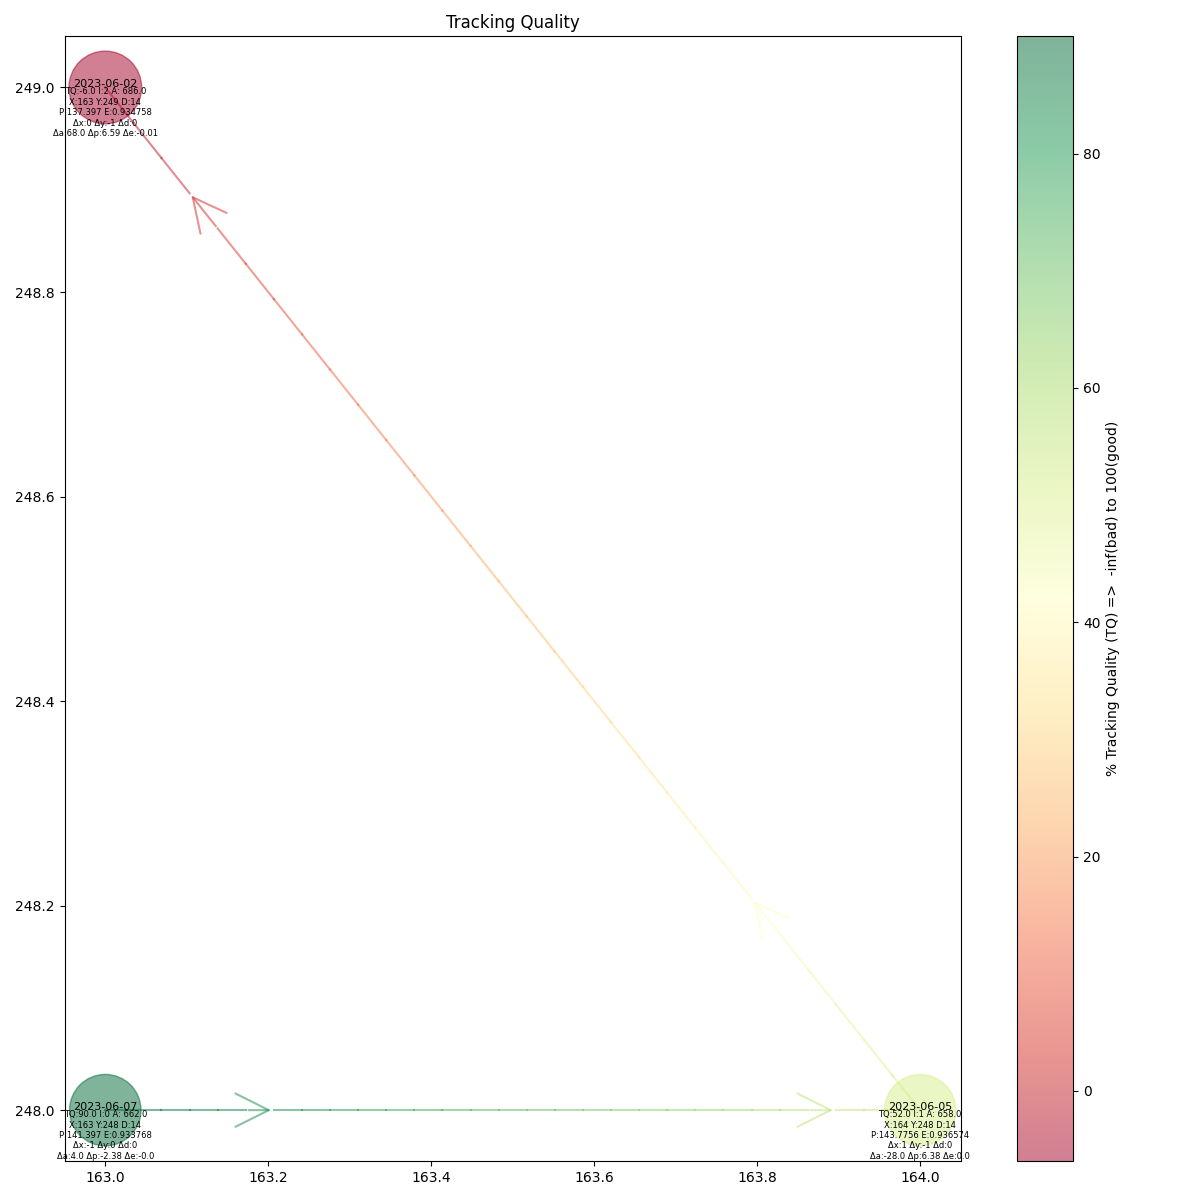 Tracking Quality
249.0
248.8
248.6
248.4
248.2
248.0
2023-06-02
TQ:-6.0 I:2 A: 686.0
X:163 Y:249 D:14
P:137.397 E:0.934758
Δx:0 Δy:-1 Δd:0
Δa:68.0 Δp:6.59 Δe:-0.01
2023-06-07
TQ:90.0 I:0 A: 662.0
X:163 Y:248 D:14
P:141.397 E:0.933768
Δx:-1 Δy:0 Δd:0
Δa:4.0 Δp:-2.38 Δe:-0.0
2023-06-05
TQ:52.0 I:1 A: 658.0
X:164 Y:248 D:14
P:143.7756 E:0.936574
Δx:1 Δy:-1 Δd:0
Δa:-28.0 Δp:6.38 Δe:0.0
163.0
163.2
163.4
163.6
163.8
164.0
80
60
40
20
0
% Tracking Quality (TQ) =>  -inf(bad) to 100(good)